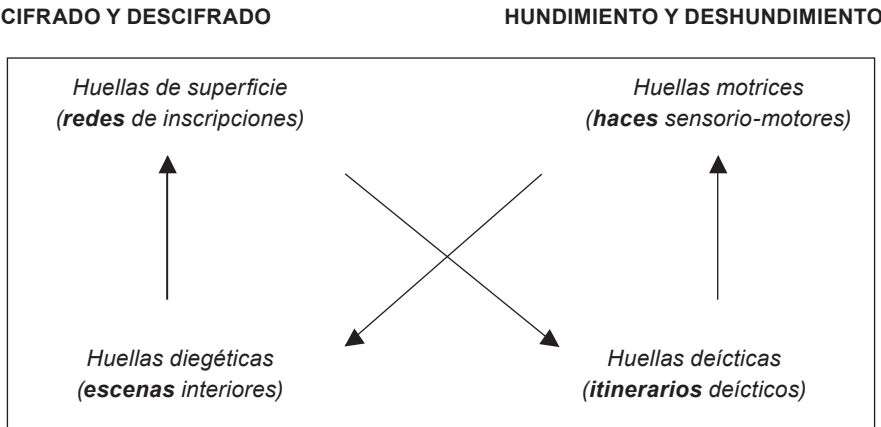 CIFRADO Y DESCIFRADO
HUNDIMIENTO Y DESHUNDIMIENTO
Huellas de superficie
(redes de inscripciones)
Huellas motrices
(haces sensorio-motores)
Huellas diegéticas
(escenas interiores)
Huellas deícticas
(itinerarios deícticos)